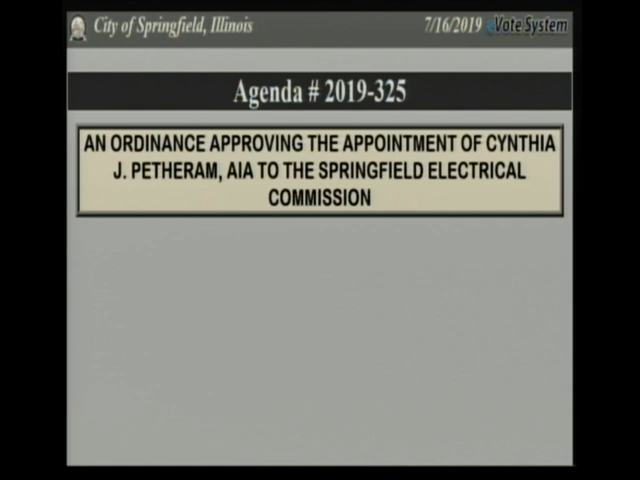 City of Springfield, Illinois 7/16/2019 eVote System
Agenda # 2019-325
AN ORDINANCE APPROVING THE APPOINTMENT OF CYNTHIA
J. PETHERAM, AIA TO THE SPRINGFIELD ELECTRICAL
COMMISSION